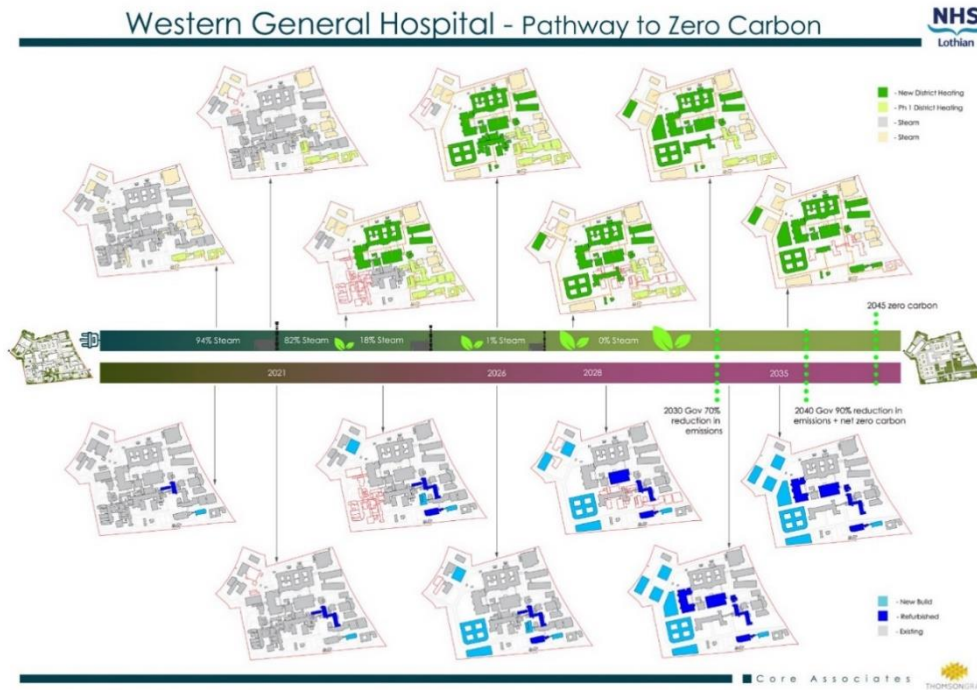 Western General Hospital - Pathway to Zero Carbon
NHS
Lothian
- New District Heating
- Ph 1 District Heating
- Steam
- Steam
2045 zero carbon
94% Steam
82% Steam
18% Steam
1% Steam
0% Steam
2021
2026
2028
2035
2030 Gov 70%
reduction in
emissions
2040 Gov 90% reduction in
emissions + net zero carbon
- New Build
- Refurbished
- Existing
Core Associates